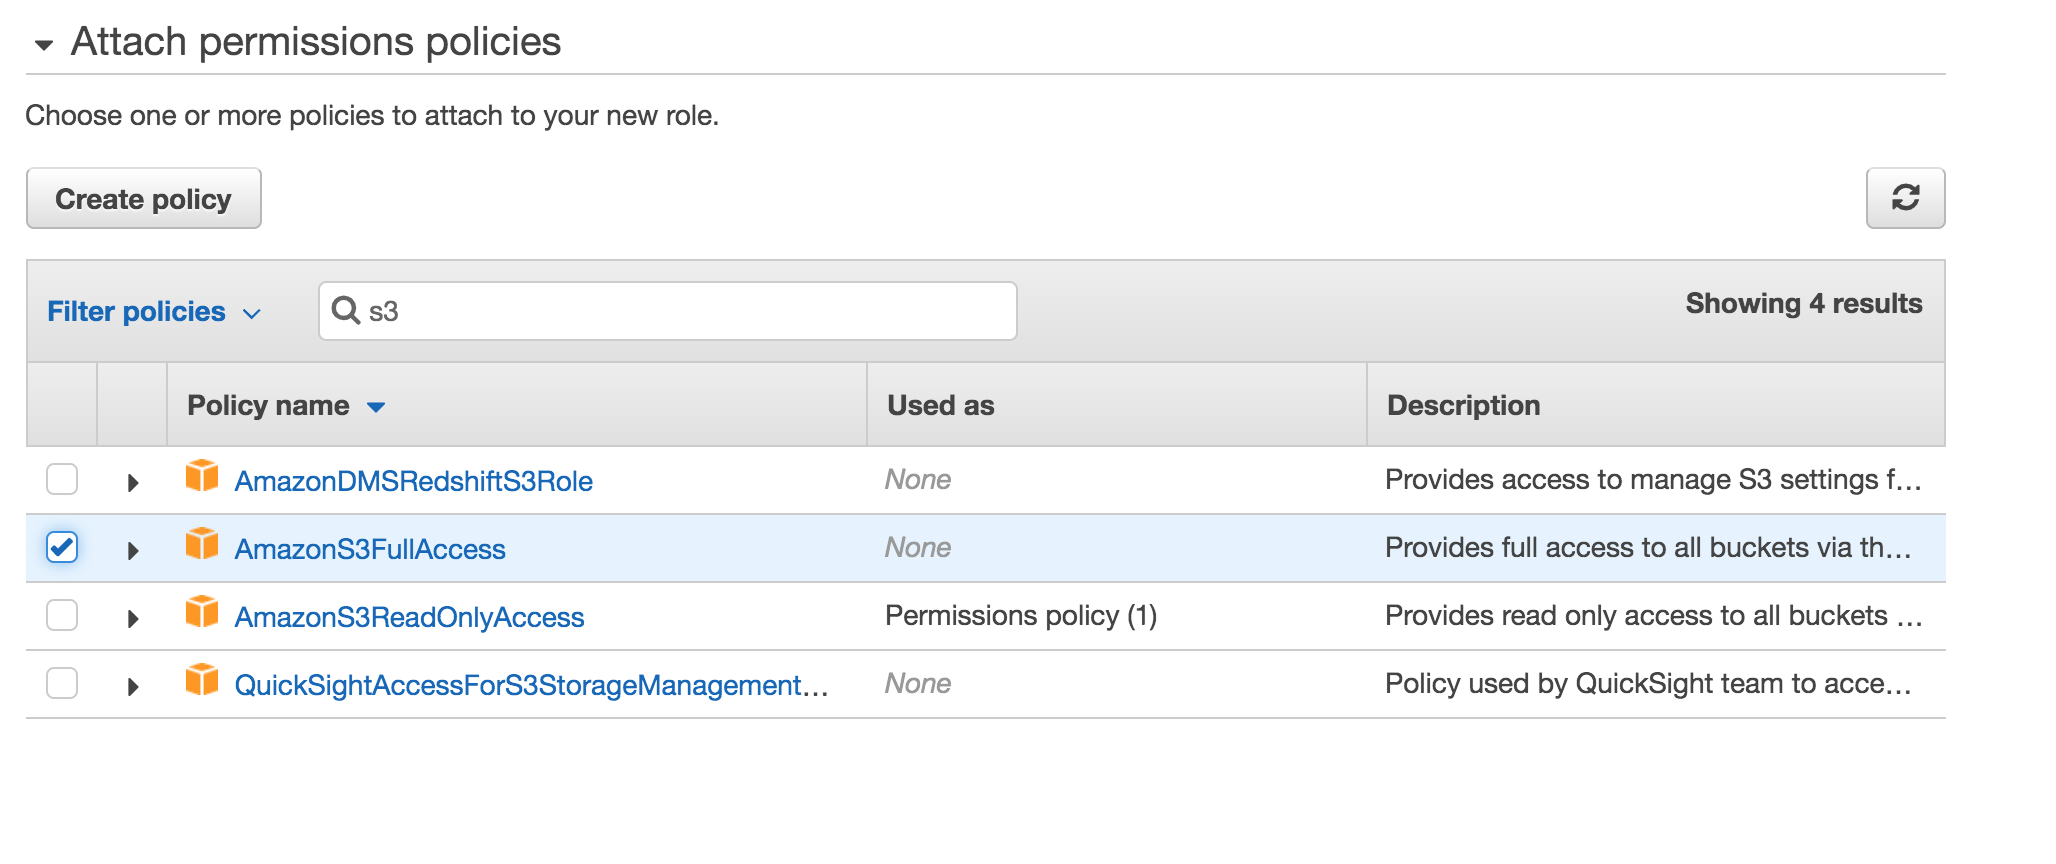 Attach permissions policies
Choose one or more policies to attach to your new role.
Create policy
Filter policies s3 Showing 4 results
Policy name Used as Description
AmazonDMSRedshiftS3Role None Provides access to manage S3 settings f...
AmazonS3FullAccess None Provides full access to all buckets via th...
AmazonS3ReadOnlyAccess Permissions policy (1) Provides read only access to all buckets ...
QuickSightAccessForS3StorageManagement... None Policy used by QuickSight team to acce...